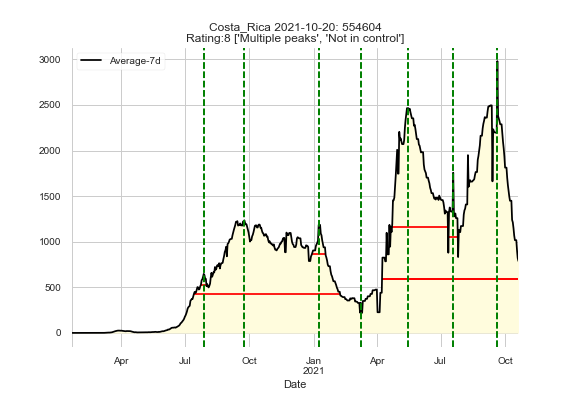 Costa_Rica 2021-10-20: 554604
Rating:8 ['Multiple peaks', 'Not in control']
Average-7d
3000
2500
2000
1500
1000
500
0
Apr Jul Oct Jan Apr Jul Oct
2021
Date